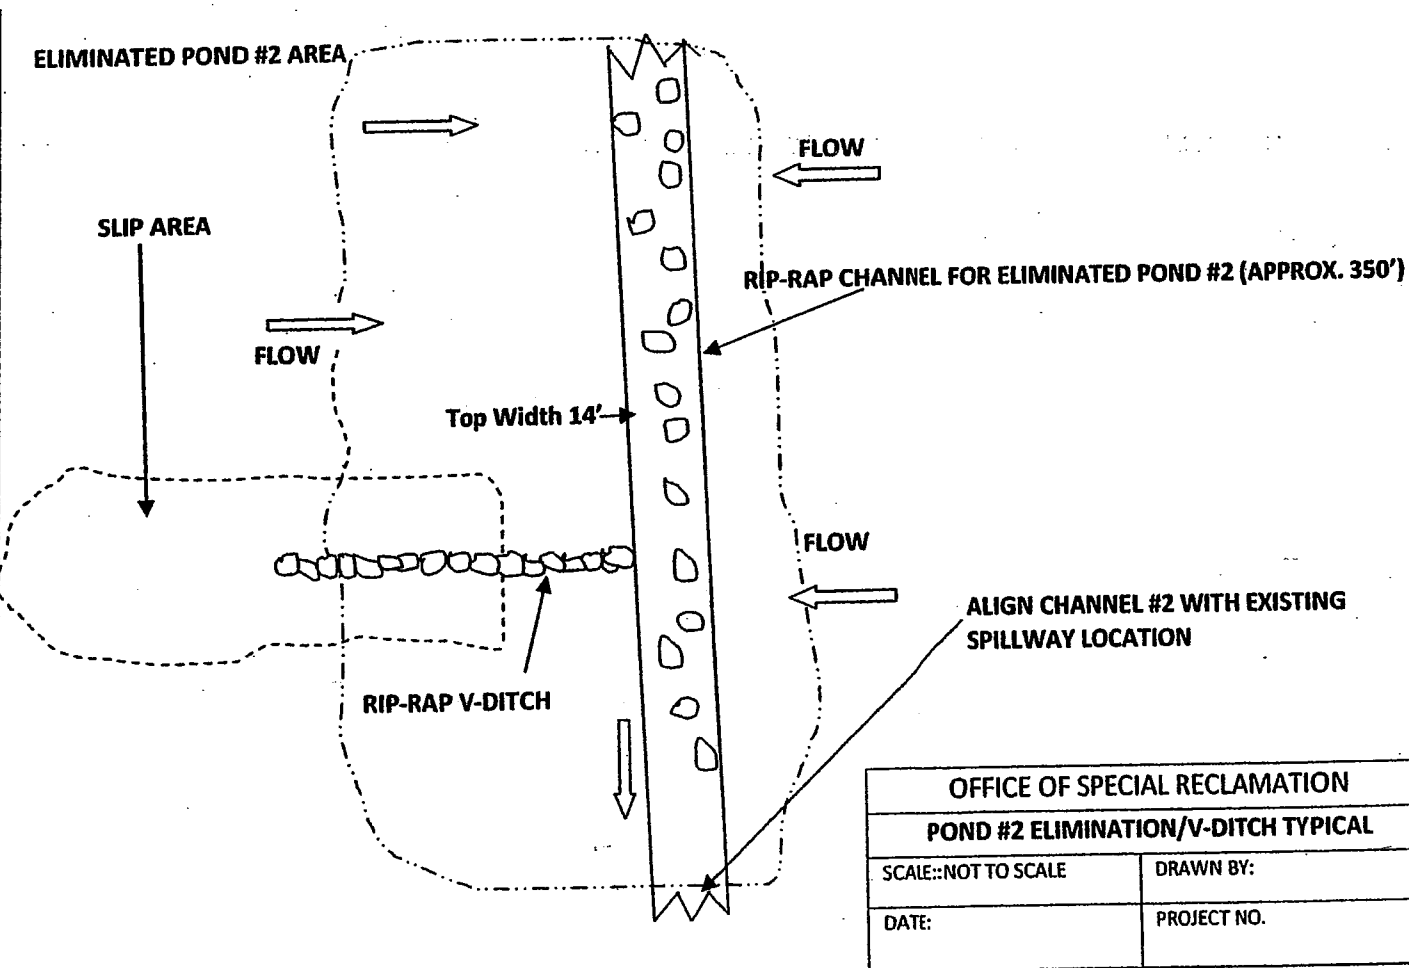 ELIMINATED POND #2 AREA
FLOW
SLIP AREA
RIP-RAP CHANNEL FOR ELIMINATED POND #2 (APPROX. 350')
FLOW
Top Width 14'
FLOW
ALIGN CHANNEL #2 WITH EXISTING
SPILLWAY LOCATION
RIP-RAP V-DITCH
OFFICE OF SPECIAL RECLAMATION
POND #2 ELIMINATION/V-DITCH TYPICAL
SCALE::NOT TO SCALE
DRAWN BY:
DATE:
PROJECT NO.